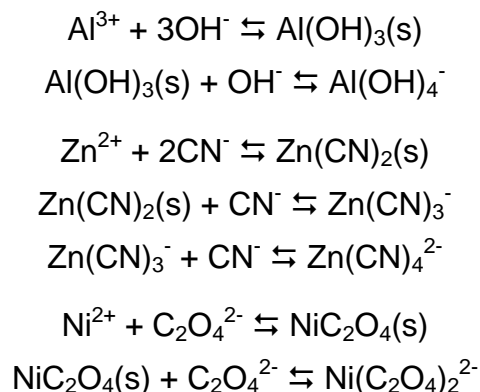 Al³⁺ + 3OH⁻ ⇆ Al(OH)₃(s)
Al(OH)₃(s) + OH⁻ ⇆ Al(OH)₄⁻
Zn²⁺ + 2CN⁻ ⇆ Zn(CN)₂(s)
Zn(CN)₂(s) + CN⁻ ⇆ Zn(CN)₃⁻
Zn(CN)₃⁻ + CN⁻ ⇆ Zn(CN)₄²⁻
Ni²⁺ + C₂O₄²⁻ ⇆ NiC₂O₄(s)
NiC₂O₄(s) + C₂O₄²⁻ ⇆ Ni(C₂O₄)₂²⁻